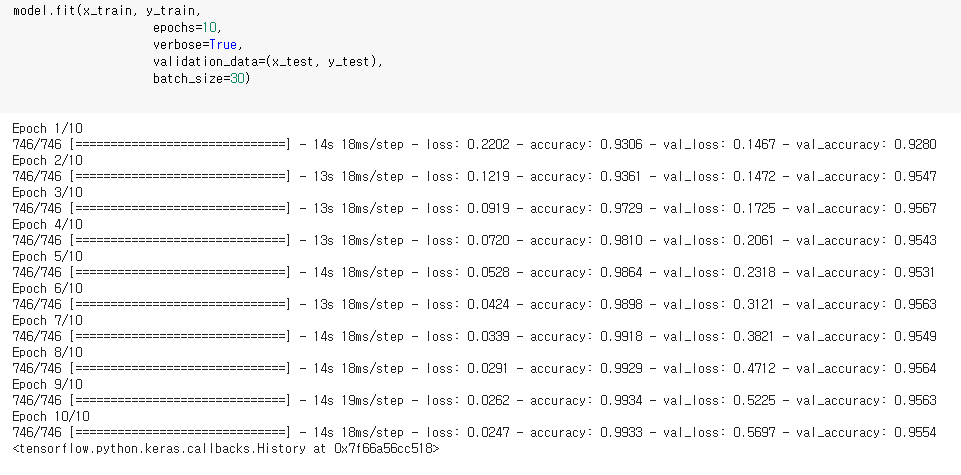 model.fit(x_train, y_train,
epochs=10,
verbose=True,
validation_data=(x_test, y_test),
batch_size=30)
Epoch 1/10
746/746 [==============================] - 14s 18ms/step - loss: 0.2202 - accuracy: 0.9306 - val_loss: 0.1467 - val_accuracy: 0.9280
Epoch 2/10
746/746 [==============================] - 13s 18ms/step - loss: 0.1219 - accuracy: 0.9361 - val_loss: 0.1472 - val_accuracy: 0.9547
Epoch 3/10
746/746 [==============================] - 13s 18ms/step - loss: 0.0919 - accuracy: 0.9729 - val_loss: 0.1725 - val_accuracy: 0.9567
Epoch 4/10
746/746 [==============================] - 13s 18ms/step - loss: 0.0720 - accuracy: 0.9810 - val_loss: 0.2061 - val_accuracy: 0.9543
Epoch 5/10
746/746 [==============================] - 14s 18ms/step - loss: 0.0528 - accuracy: 0.9864 - val_loss: 0.2318 - val_accuracy: 0.9531
Epoch 6/10
746/746 [==============================] - 13s 18ms/step - loss: 0.0424 - accuracy: 0.9898 - val_loss: 0.3121 - val_accuracy: 0.9563
Epoch 7/10
746/746 [==============================] - 14s 18ms/step - loss: 0.0339 - accuracy: 0.9918 - val_loss: 0.3821 - val_accuracy: 0.9549
Epoch 8/10
746/746 [==============================] - 14s 18ms/step - loss: 0.0291 - accuracy: 0.9929 - val_loss: 0.4712 - val_accuracy: 0.9564
Epoch 9/10
746/746 [==============================] - 14s 19ms/step - loss: 0.0262 - accuracy: 0.9934 - val_loss: 0.5225 - val_accuracy: 0.9563
Epoch 10/10
746/746 [==============================] - 14s 18ms/step - loss: 0.0247 - accuracy: 0.9933 - val_loss: 0.5697 - val_accuracy: 0.9554
<tensorflow.python.keras.callbacks.History at 0x7f66a56cc518>